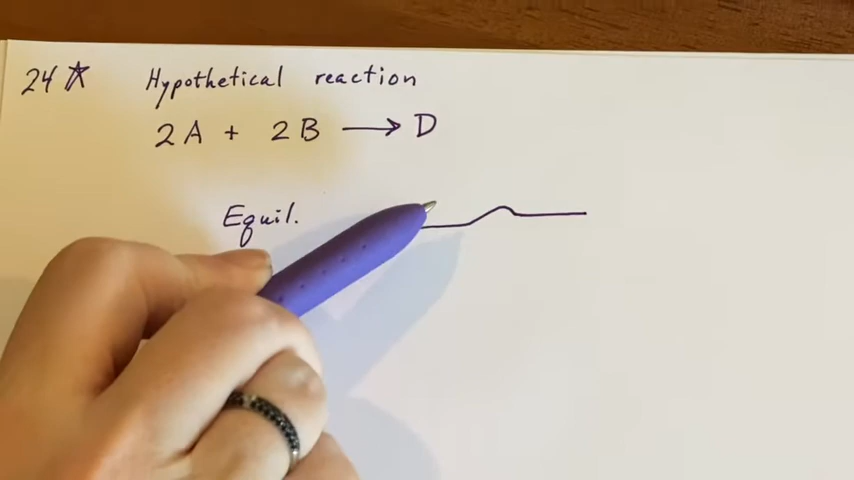 24☆ Hypothetical reaction
2A + 2B → D
Equil.